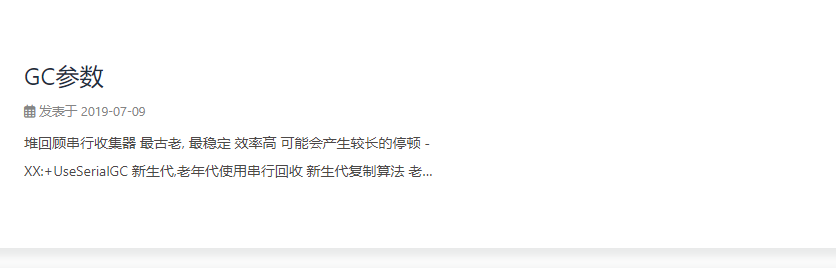 GC参数
发表于 2019-07-09
堆回顾串行收集器 最古老, 最稳定 效率高 可能会产生较长的停顿 -
XX:+UseSerialGC 新生代,老年代使用串行回收 新生代复制算法 老...